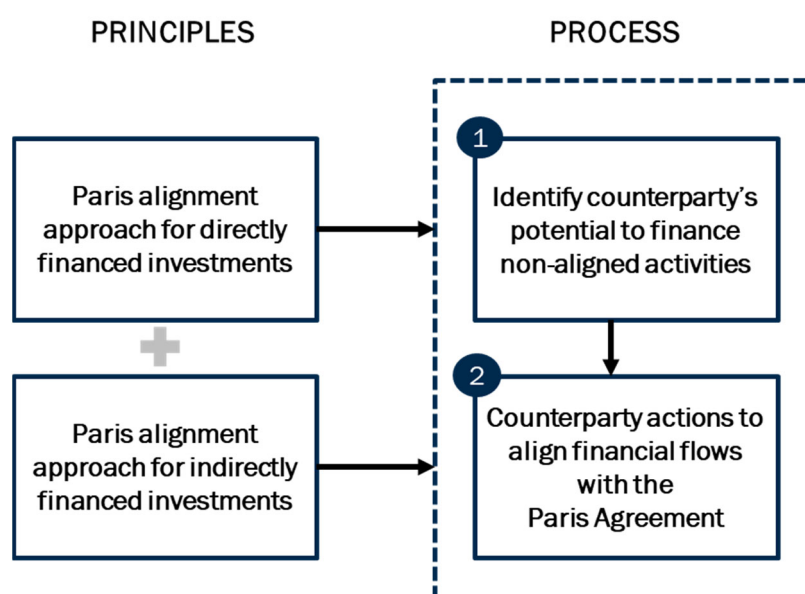 PRINCIPLES
PROCESS
Paris alignment
approach for directly
financed investments
1
Identify counterparty's
potential to finance
non-aligned activities
Paris alignment
approach for indirectly
financed investments
2
Counterparty actions to
align financial flows
with the
Paris Agreement